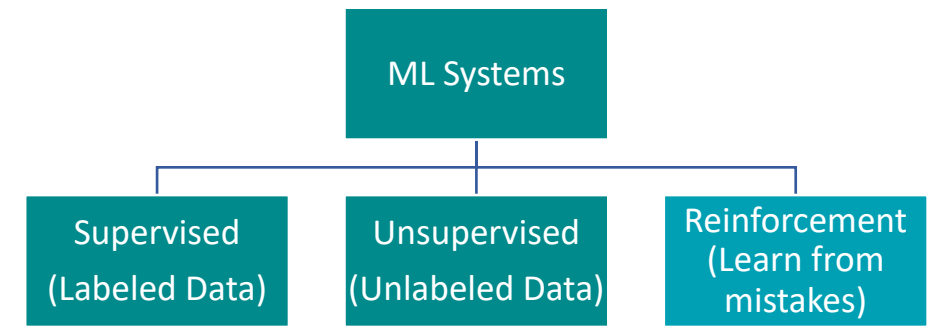 ML Systems
Supervised
(Labeled Data)
Unsupervised
(Unlabeled Data)
Reinforcement
(Learn from
mistakes)